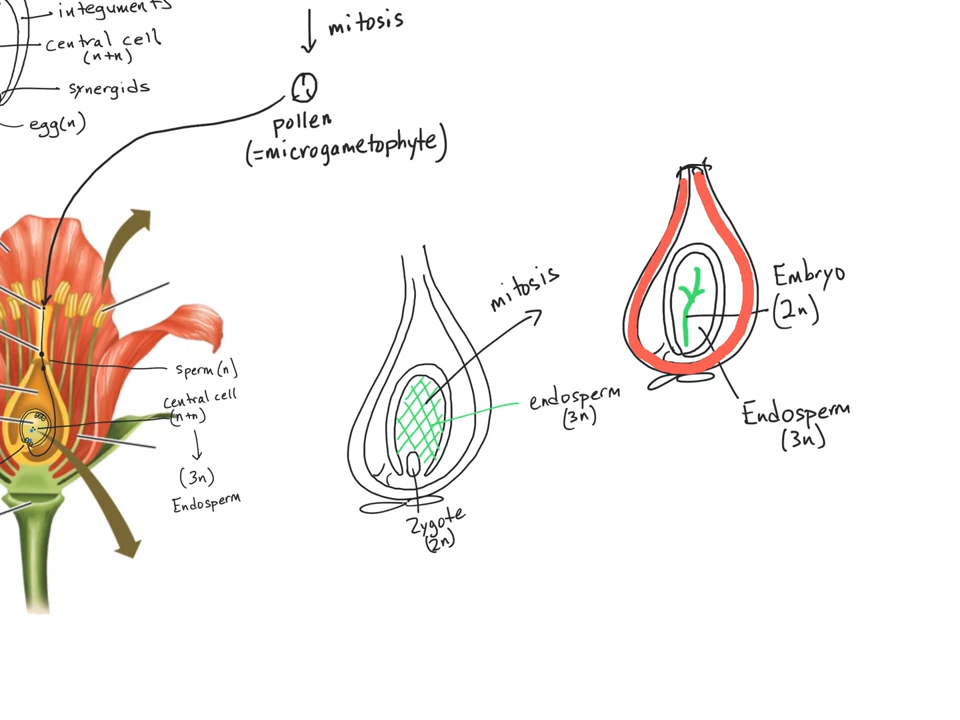 integuments
central cell
(n+n)
synergids
egg(n)
mitosis
pollen
(=microgametophyte)
sperm(n)
central cell
(n+n)
(3n)
Endosperm
mitosis
endosperm
(3n)
Zygote
(2n)
Embryo
(2n)
Endosperm
(3n)